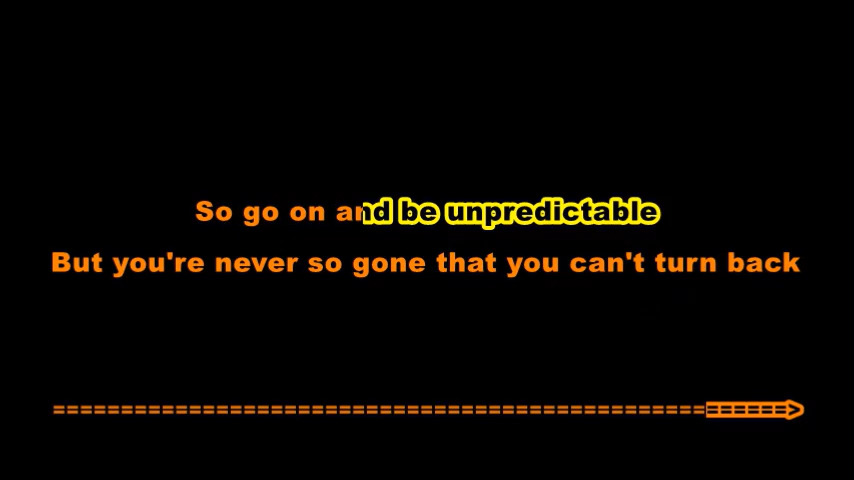 So go on and be unpredictable
But you're never so gone that you can't turn back